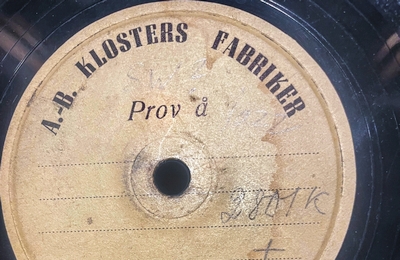 A.-B. KLOSTERS FABRIKER
Prov å
2801K